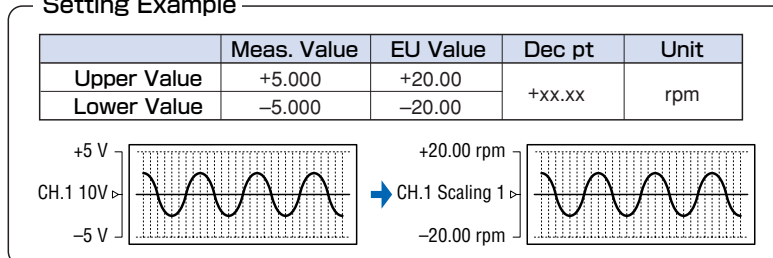 Setting Example
Meas. Value EU Value Dec pt Unit
Upper Value +5.000 +20.00 +xx.xx rpm
Lower Value –5.000 –20.00
+5 V
CH.1 10V
–5 V
+20.00 rpm
CH.1 Scaling 1
–20.00 rpm